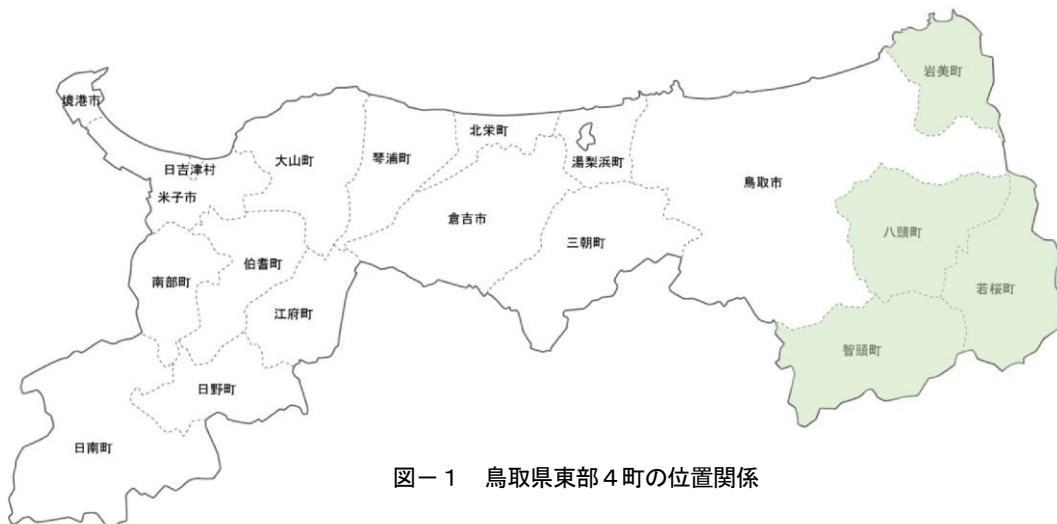 岩美町
境港市
北栄町
大山町
琴浦町
湯梨浜町
日吉津村
鳥取市
米子市
倉吉市
八頭町
三朝町
伯耆町
南部町
若桜町
江府町
智頭町
日野町
日南町
図－１　鳥取県東部４町の位置関係